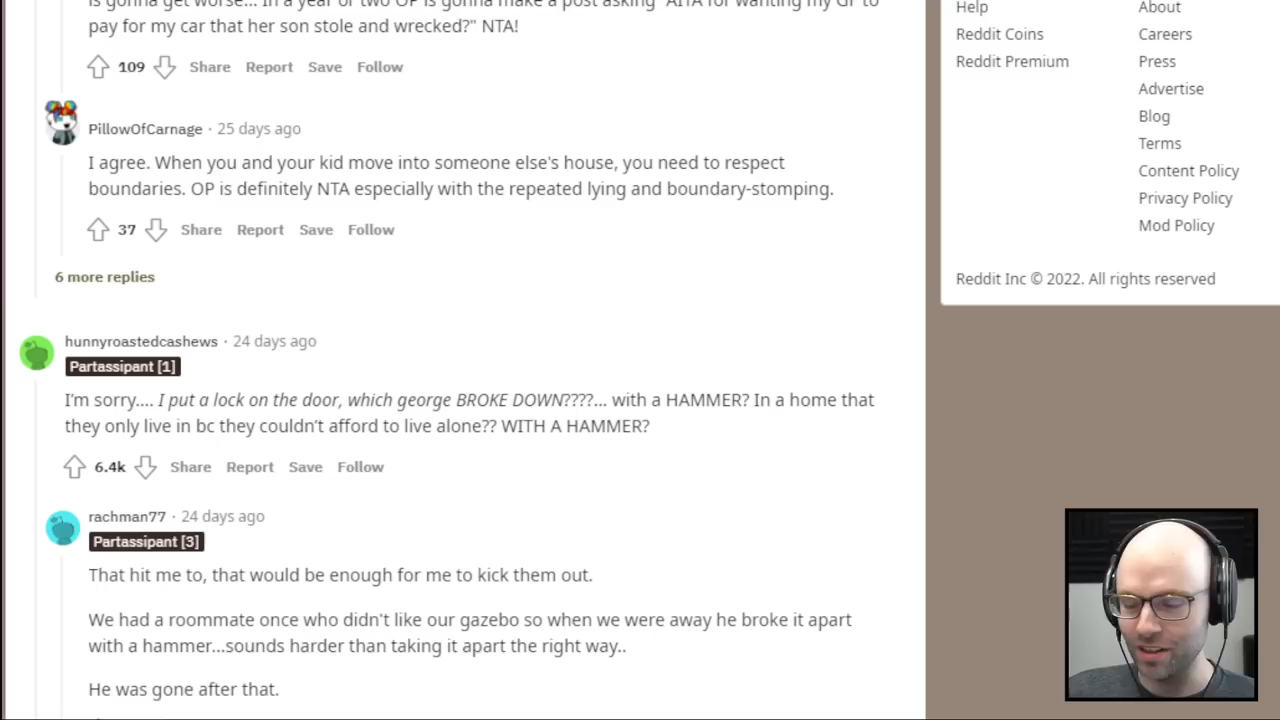 is gonna get worse... In a year or two OP is gonna make a post asking "AITA for wanting my GF to
pay for my car that her son stole and wrecked?" NTA!
109 Share Report Save Follow
PillowOfCarnage · 25 days ago
I agree. When you and your kid move into someone else's house, you need to respect
boundaries. OP is definitely NTA especially with the repeated lying and boundary-stomping.
37 Share Report Save Follow
6 more replies
hunnyroastedcashews · 24 days ago
Partassipant [1]
I'm sorry.... I put a lock on the door, which george BROKE DOWN????... with a HAMMER? In a home that
they only live in bc they couldn't afford to live alone?? WITH A HAMMER?
6.4k Share Report Save Follow
rachman77 · 24 days ago
Partassipant [3]
That hit me to, that would be enough for me to kick them out.
We had a roommate once who didn't like our gazebo so when we were away he broke it apart
with a hammer...sounds harder than taking it apart the right way..
He was gone after that.
Help
Reddit Coins
Reddit Premium
About
Careers
Press
Advertise
Blog
Terms
Content Policy
Privacy Policy
Mod Policy
Reddit Inc © 2022. All rights reserved